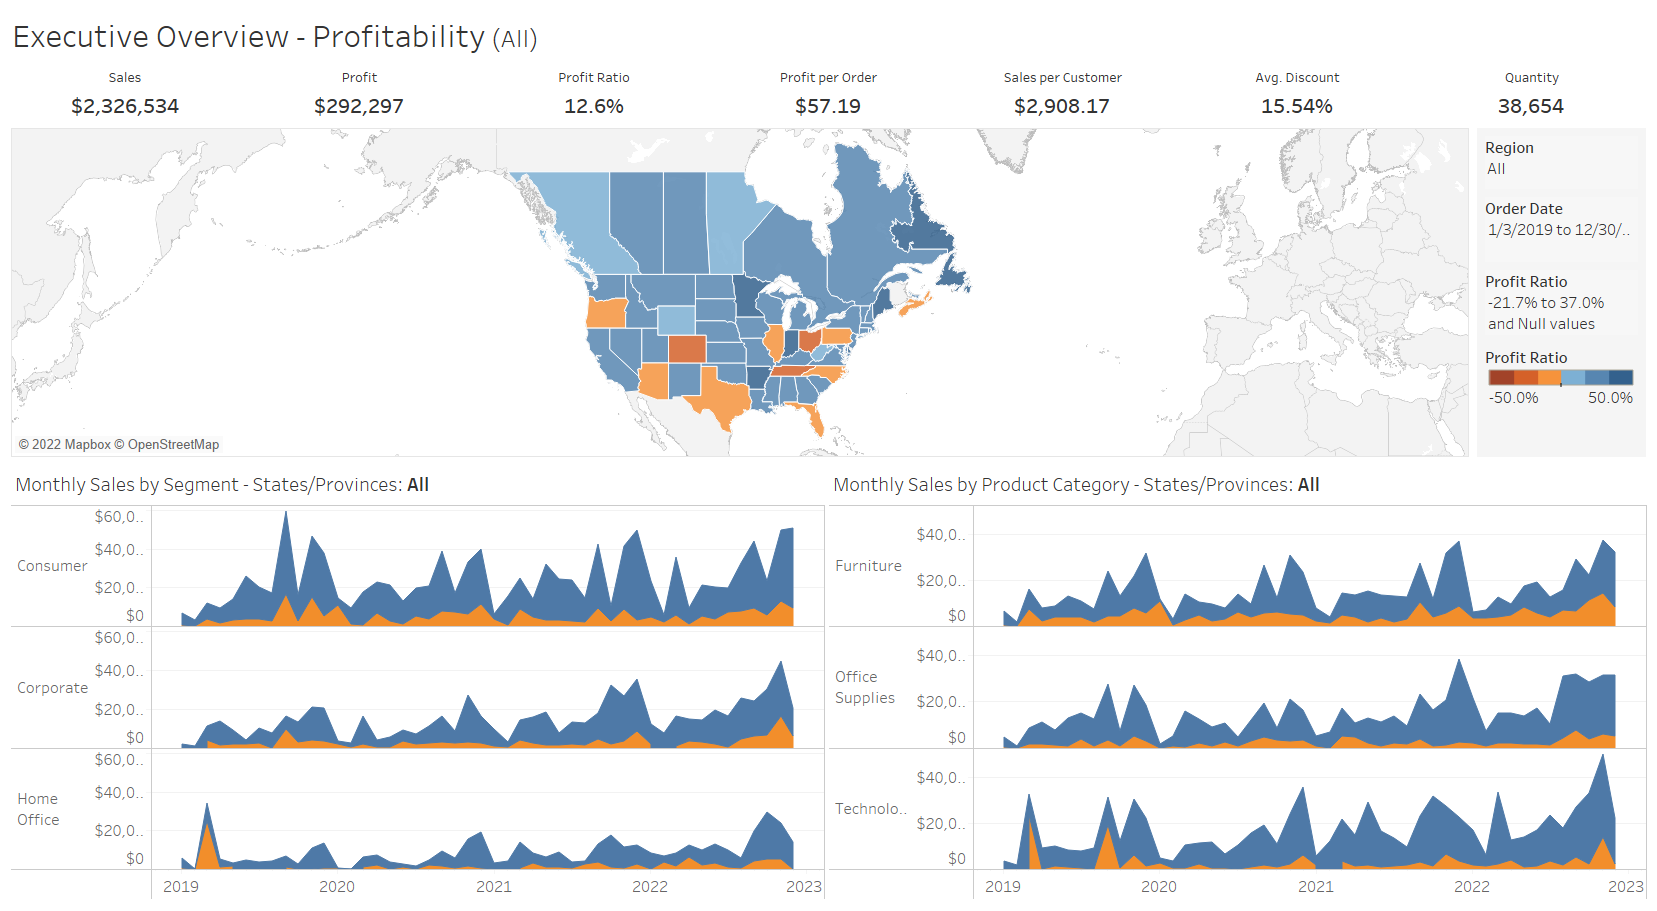 Executive Overview - Profitability (All)
Sales
Profit
Profit Ratio
Profit per Order
Sales per Customer
Avg. Discount
Quantity
$2,326,534
$292,297
12.6%
$57.19
$2,908.17
15.54%
38,654
Region
All
Order Date
1/3/2019 to 12/30/..
Profit Ratio
-21.7% to 37.0%
and Null values
Profit Ratio
-50.0%
50.0%
© 2022 Mapbox © OpenStreetMap
Monthly Sales by Segment - States/Provinces: All
Consumer
$60,0..
$40,0..
$20,0..
$0
Corporate
$60,0..
$40,0..
$20,0..
$0
Home
Office
$60,0..
$40,0..
$20,0..
$0
2019
2020
2021
2022
2023
Monthly Sales by Product Category - States/Provinces: All
Furniture
$40,0..
$20,0..
$0
Office
Supplies
$40,0..
$20,0..
$0
Technolo..
$40,0..
$20,0..
$0
2019
2020
2021
2022
2023